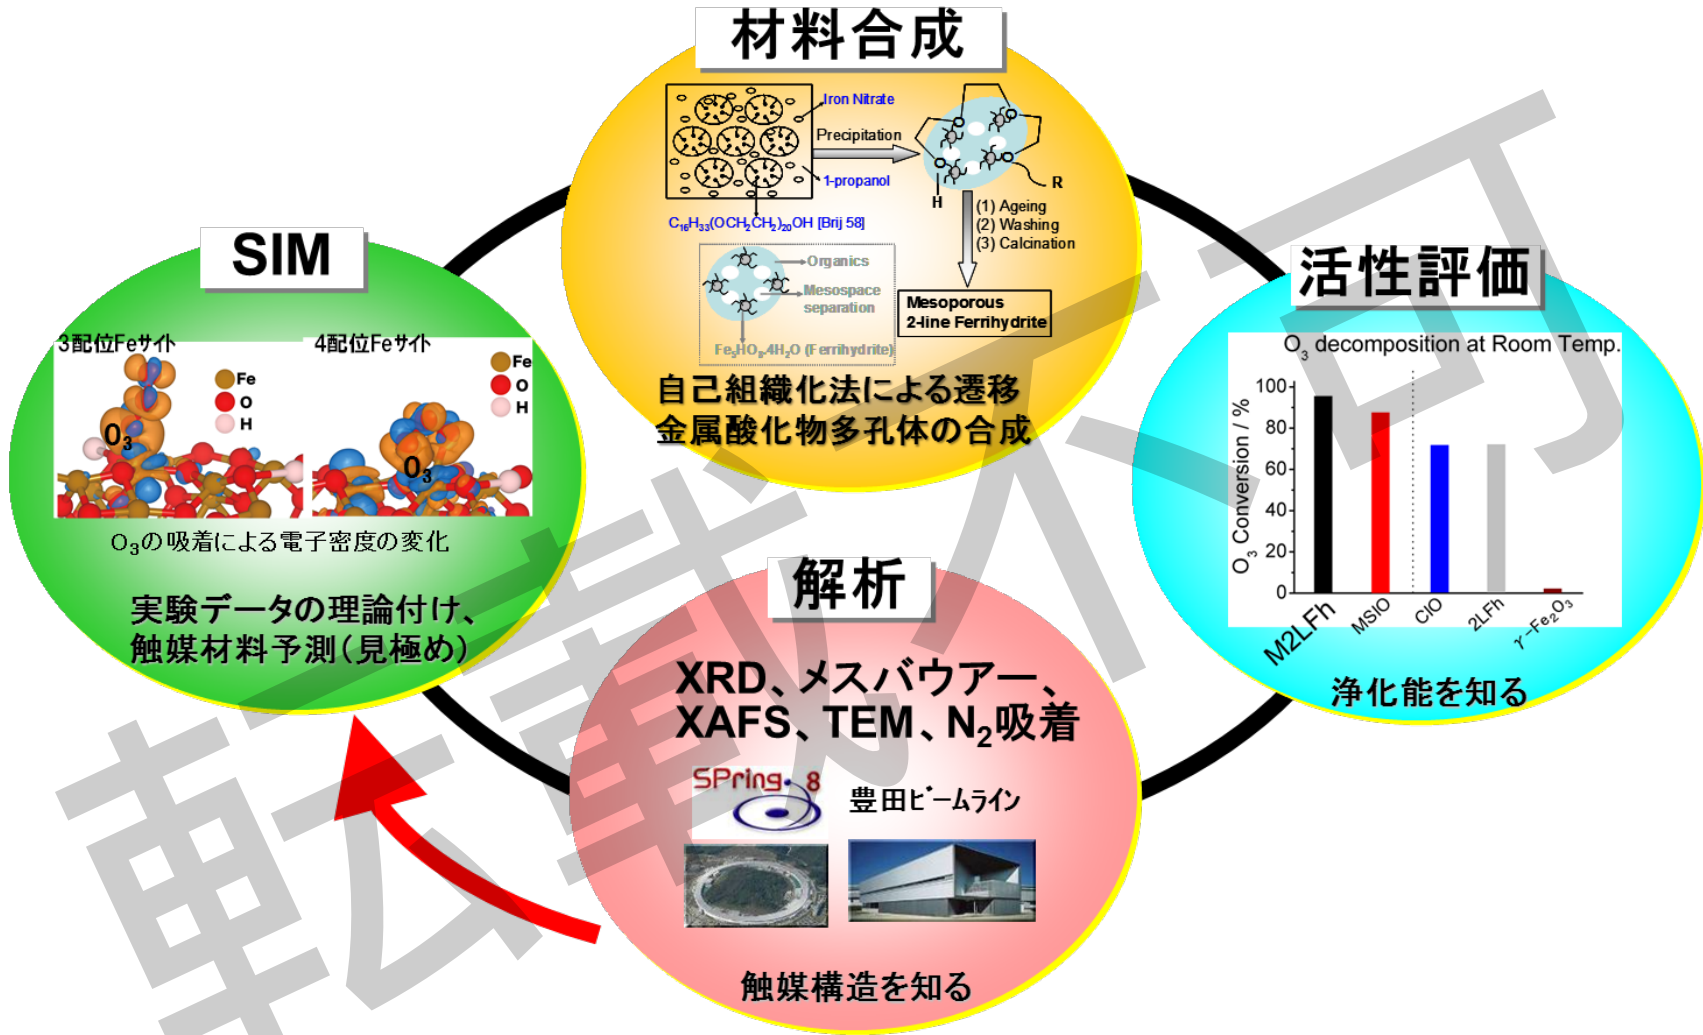 材料合成
Iron Nitrate
Precipitation
1-propanol
C₁₆H₃₃(OCH₂CH₂)₂₀OH [Brij 58]
O
O
O
O
H
R
(1) Ageing
(2) Washing
(3) Calcination
Organics
Mesospace
separation
Fe₅HO₈.4H₂O (Ferrihydrite)
Mesoporous
2-line Ferrihydrite
自己組織化法による遷移
金属酸化物多孔体の合成
SIM
3配位Feサイト
Fe
O
H
O₃
4配位Feサイト
Fe
O
H
O₃
O₃の吸着による電子密度の変化
実験データの理論付け、
触媒材料予測(見極め)
活性評価
O₃ decomposition at Room Temp.
O₃ Conversion / %
100
80
60
40
20
0
M2LFh
MSIO
CIO
2LFh
γ-Fe₂O₃
浄化能を知る
解析
XRD、メスバウアー、
XAFS、TEM、N₂吸着
SPring-8
豊田ビームライン
触媒構造を知る
転載不可